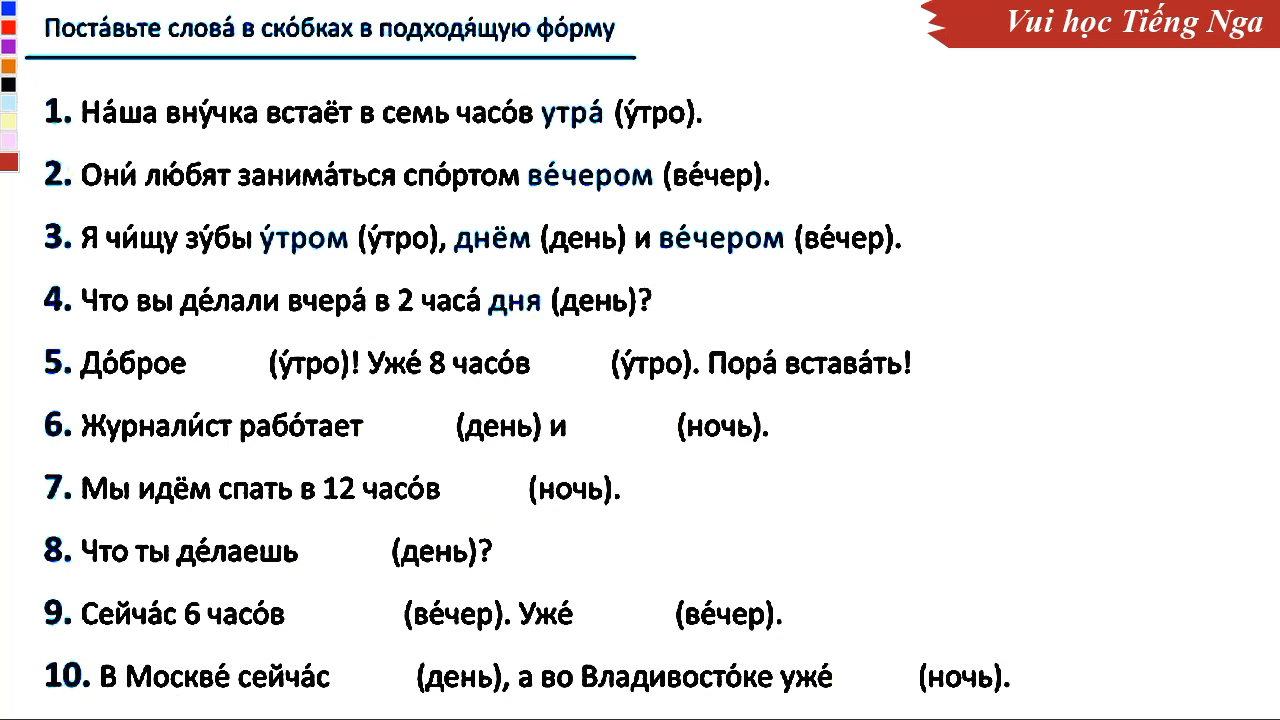 Поста́вьте слова́ в ско́бках в подходя́щую фо́рму
Vui học Tiếng Nga
1. На́ша вну́чка встаёт в семь часо́в утра́ (у́тро).
2. Они́ лю́бят занима́ться спо́ртом ве́чером (ве́чер).
3. Я чи́щу зу́бы у́тром (у́тро), днём (день) и ве́чером (ве́чер).
4. Что вы де́лали вчера́ в 2 часа́ дня (день)?
5. До́брое (у́тро)! Уже́ 8 часо́в (у́тро). Пора́ встава́ть!
6. Журнали́ст рабо́тает (день) и (ночь).
7. Мы идём спать в 12 часо́в (ночь).
8. Что ты де́лаешь (день)?
9. Сейча́с 6 часо́в (ве́чер). Уже́ (ве́чер).
10. В Москве́ сейча́с (день), а во Владивосто́ке уже́ (ночь).